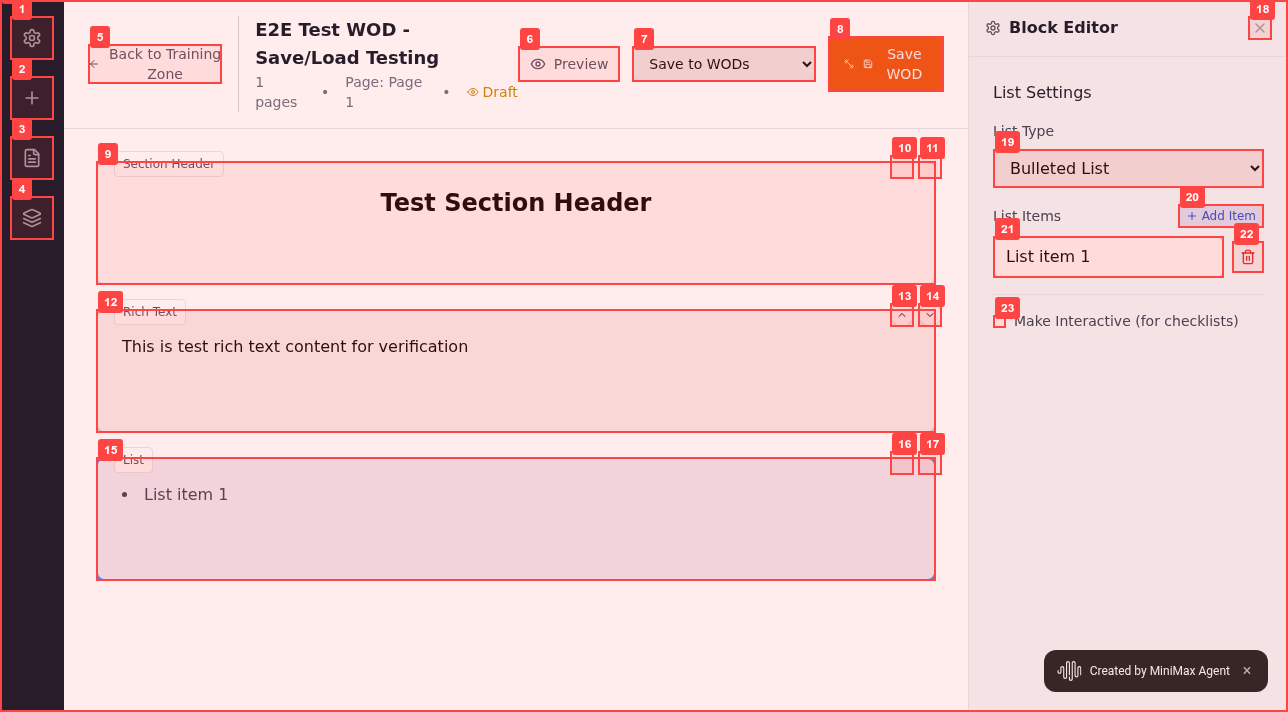 1
2
3
4
5
Back to Training
Zone
E2E Test WOD -
Save/Load Testing
1
pages
•
Page: Page
1
•
Draft
6
Preview
7
Save to WODs
8
Save
WOD
9
Section Header
10
11
Test Section Header
12
Rich Text
13
14
This is test rich text content for verification
15
List
16
17
• List item 1
18
Block Editor
List Settings
List Type
19
Bulleted List
20
List Items
+ Add Item
21
List item 1
22
23
Make Interactive (for checklists)
Created by MiniMax Agent ×